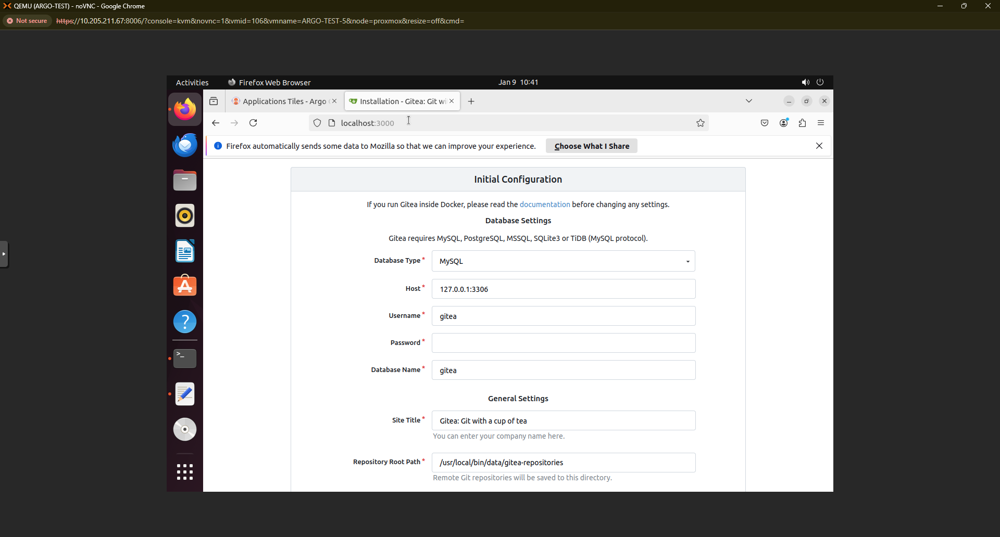 QEMU (ARGO-TEST) - noVNC - Google Chrome
Not secure https://10.205.211.67:8006/?console=kvm&novnc=1&vmid=106&vmname=ARGO-TEST-5&node=proxmox&resize=off&cmd=
Activities Firefox Web Browser Jan 9 10:41
Applications Tiles - Argo Installation - Gitea: Git wi
localhost:3000
Firefox automatically sends some data to Mozilla so that we can improve your experience. Choose What I Share
Initial Configuration
If you run Gitea inside Docker, please read the documentation before changing any settings.
Database Settings
Gitea requires MySQL, PostgreSQL, MSSQL, SQLite3 or TiDB (MySQL protocol).
Database Type* MySQL
Host* 127.0.0.1:3306
Username* gitea
Password*
Database Name* gitea
General Settings
Site Title* Gitea: Git with a cup of tea
You can enter your company name here.
Repository Root Path* /usr/local/bin/data/gitea-repositories
Remote Git repositories will be saved to this directory.